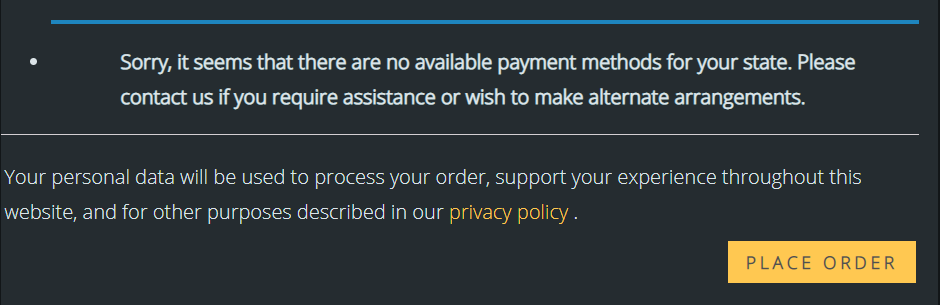 Sorry, it seems that there are no available payment methods for your state. Please
contact us if you require assistance or wish to make alternate arrangements.
Your personal data will be used to process your order, support your experience throughout this
website, and for other purposes described in our privacy policy .
PLACE ORDER